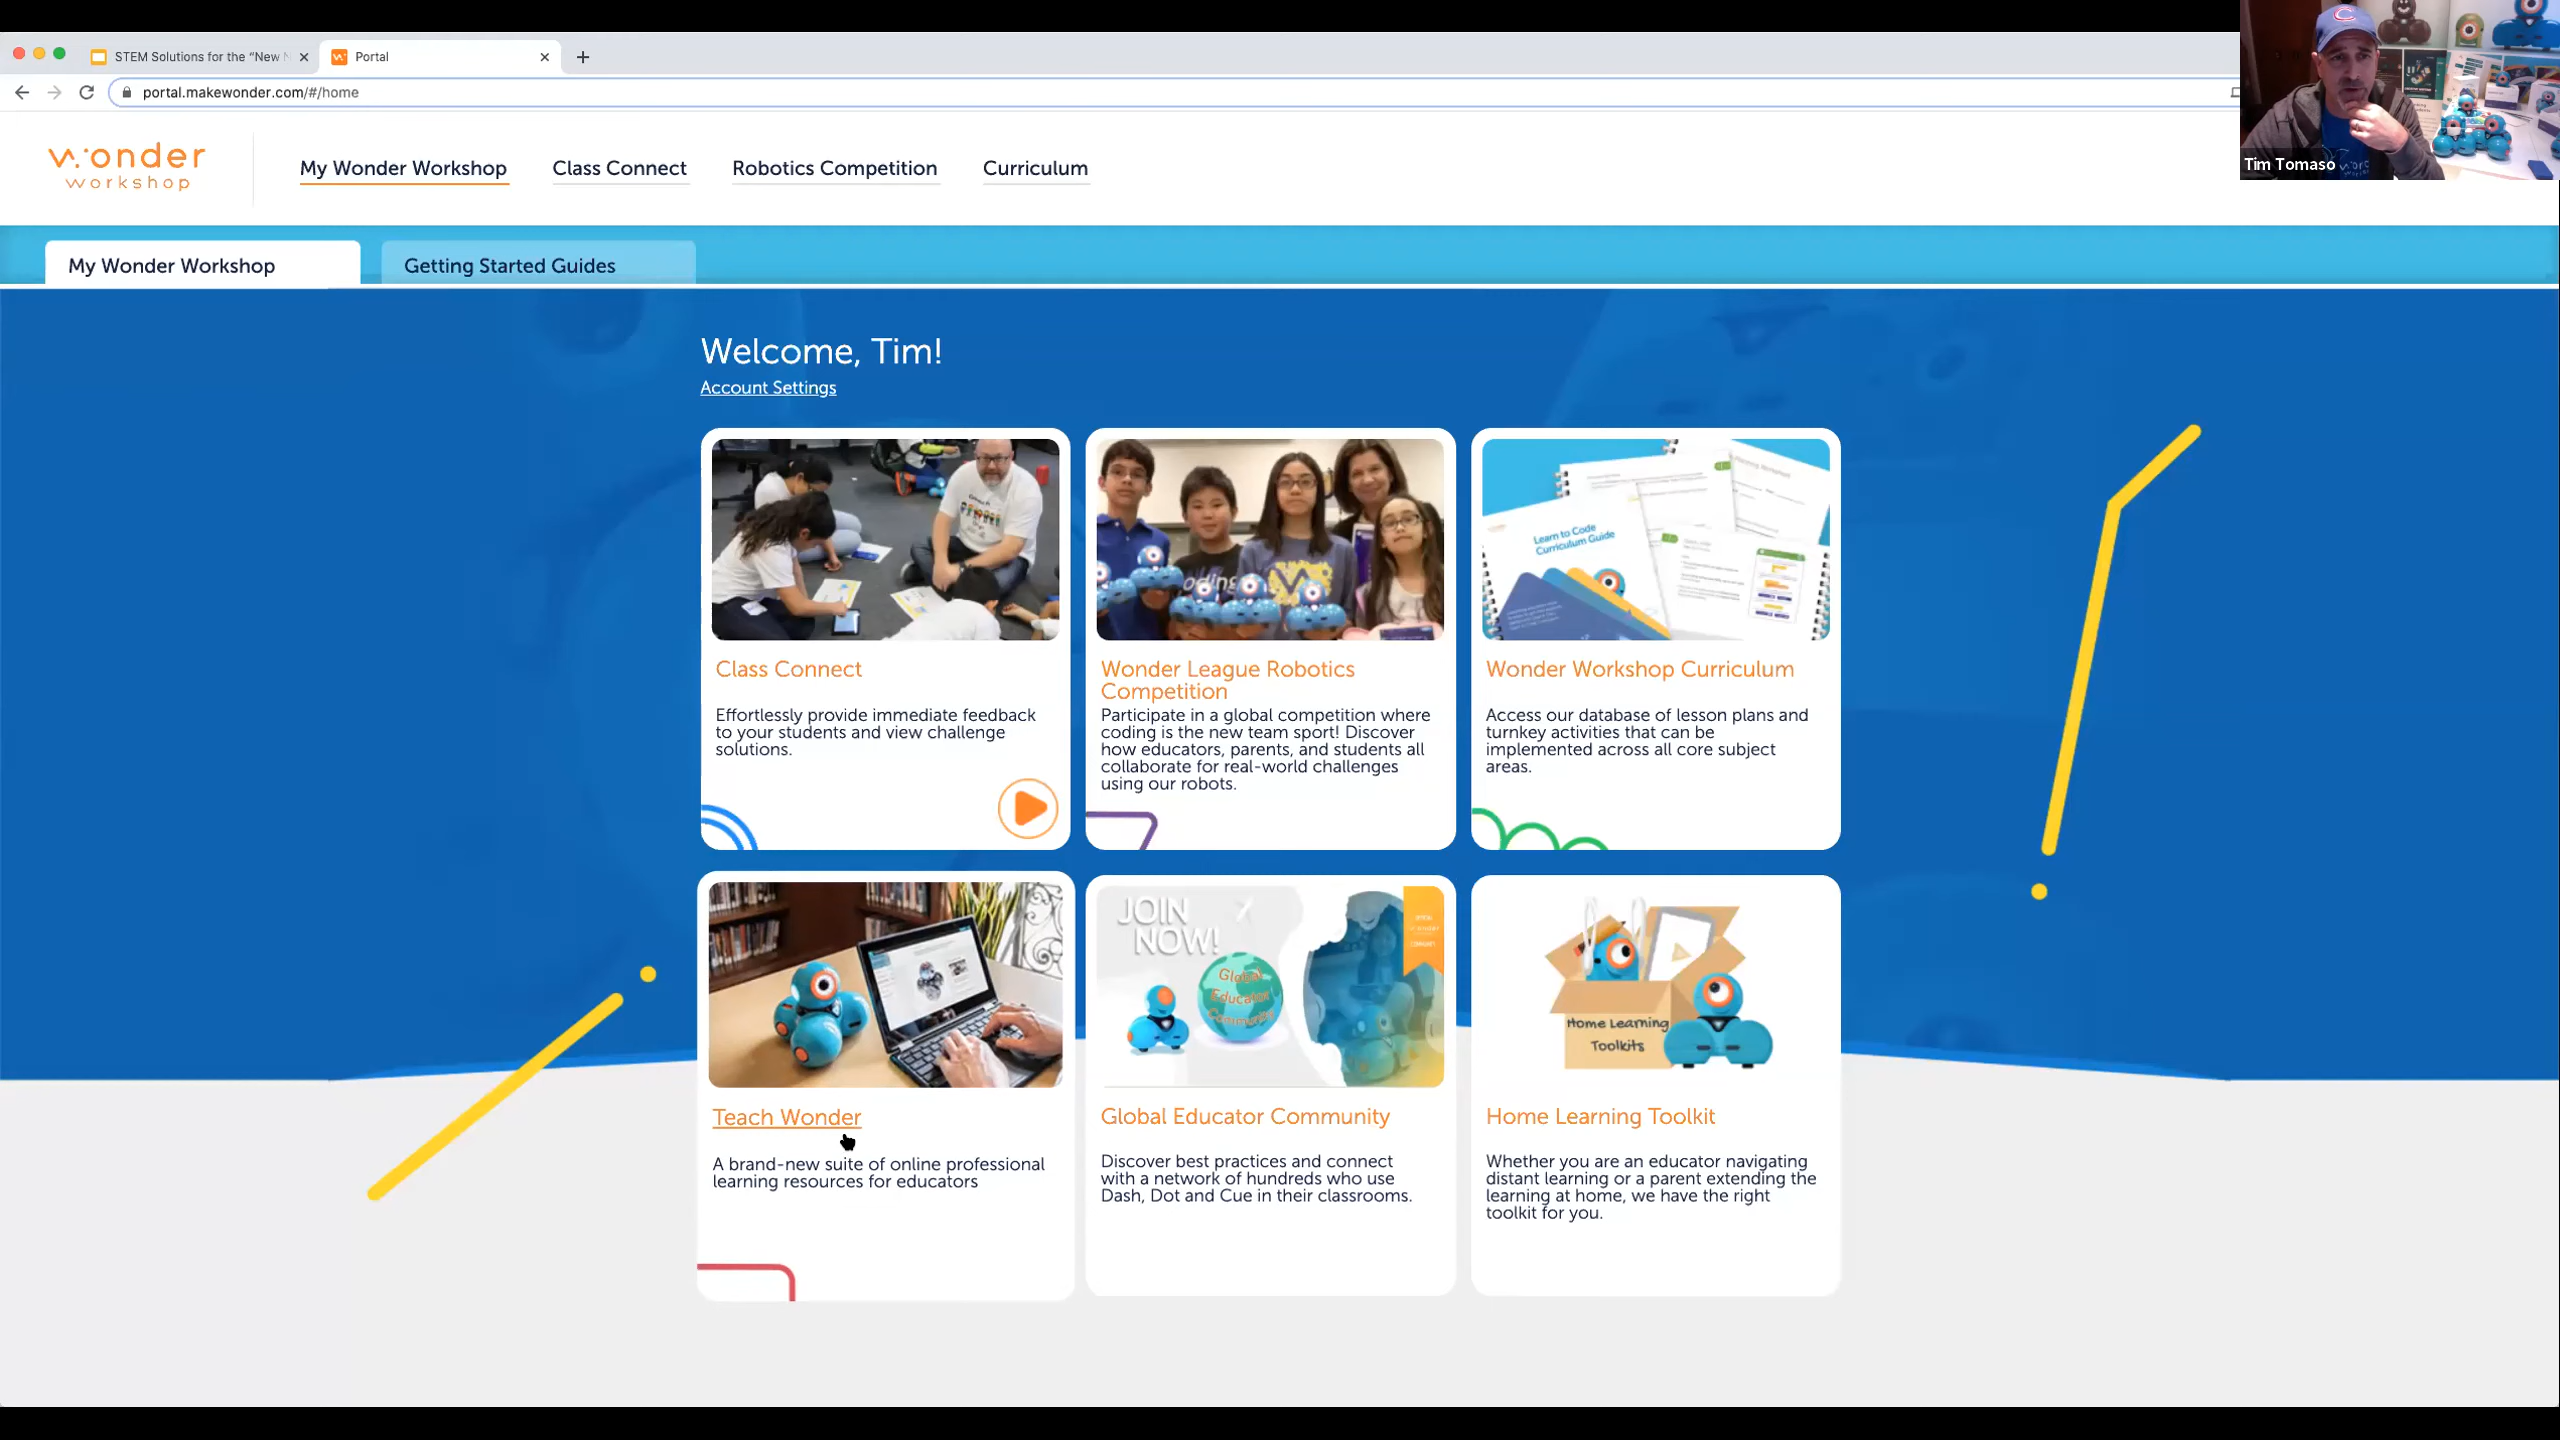 STEM Solutions for the “New
Portal
portal.makewonder.com/#/home
Tim Tomaso
wonder
workshop
My Wonder Workshop
Class Connect
Robotics Competition
Curriculum
My Wonder Workshop
Getting Started Guides
Welcome, Tim!
Account Settings
Learn to Code
Curriculum Guide
Class Connect
Effortlessly provide immediate feedback
to your students and view challenge
solutions.
Wonder League Robotics
Competition
Participate in a global competition where
coding is the new team sport! Discover
how educators, parents, and students all
collaborate for real-world challenges
using our robots.
Wonder Workshop Curriculum
Access our database of lesson plans and
turnkey activities that can be
implemented across all core subject
areas.
JOIN
NOW!
Global
Educator
Community
Home Learning
Toolkits
Teach Wonder
A brand-new suite of online professional
learning resources for educators
Global Educator Community
Discover best practices and connect
with a network of hundreds who use
Dash, Dot and Cue in their classrooms.
Home Learning Toolkit
Whether you are an educator navigating
distant learning or a parent extending the
learning at home, we have the right
toolkit for you.